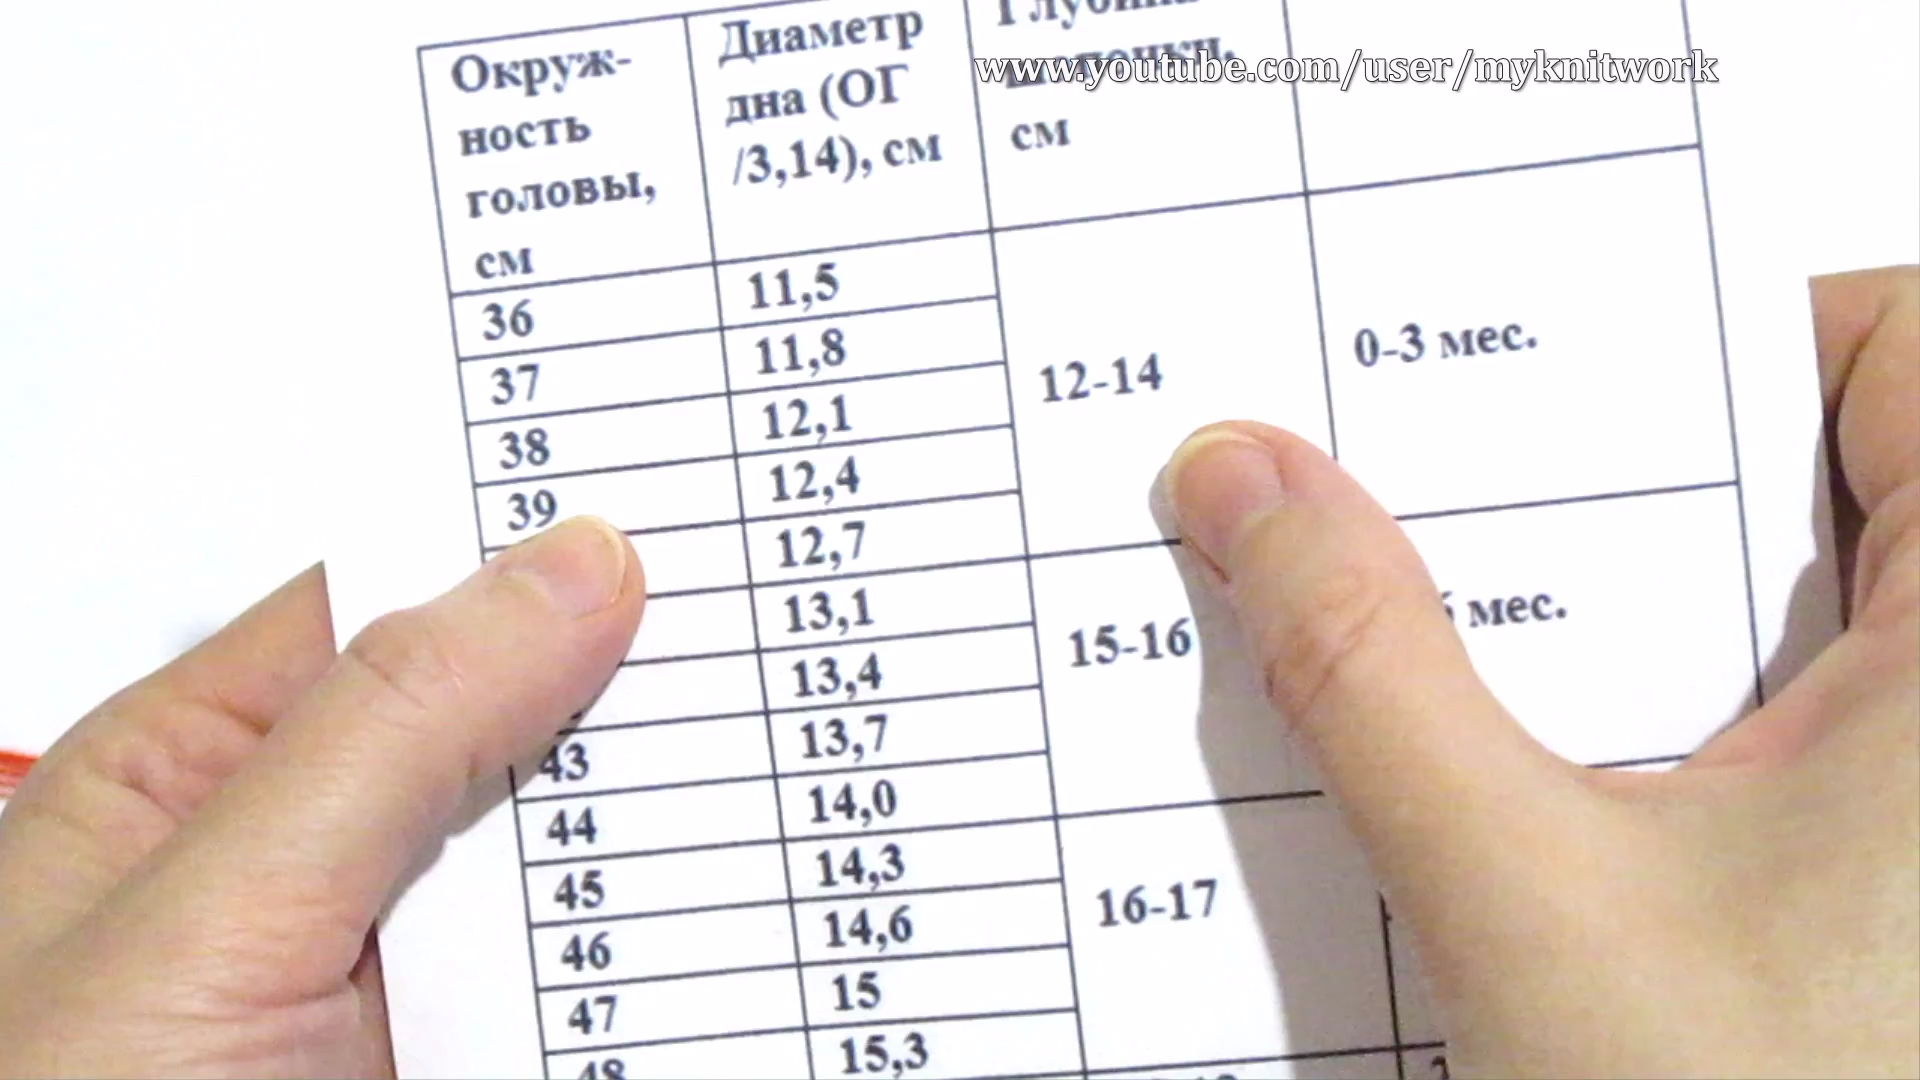 www.youtube.com/user/myknitwork
Окруж-
ность
головы,
см
Диаметр
дна (ОГ
/3,14), см
см
36
11,5
12-14
0-3 мес.
37
11,8
38
12,1
39
12,4
12,7
13,1
15-16
мес.
13,4
43
13,7
44
14,0
45
14,3
16-17
46
14,6
47
15
48
15,3